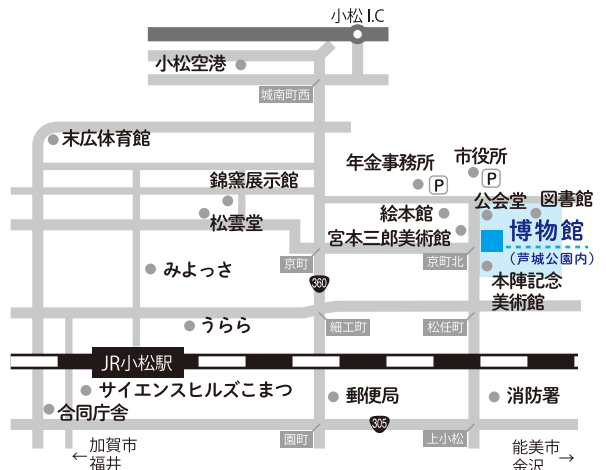 小松 I.C
小松空港
城南町西
末広体育館
年金事務所
市役所
P
P
錦窯展示館
公会堂
図書館
松雲堂
絵本館
博物館
宮本三郎美術館
(芦城公園内)
京町
京町北
みよっさ
本陣記念
美術館
360
うらら
細工町
松任町
JR小松駅
サイエンスヒルズこまつ
郵便局
消防署
合同庁舎
305
園町
上小松
←加賀市
福井
能美市→
金沢